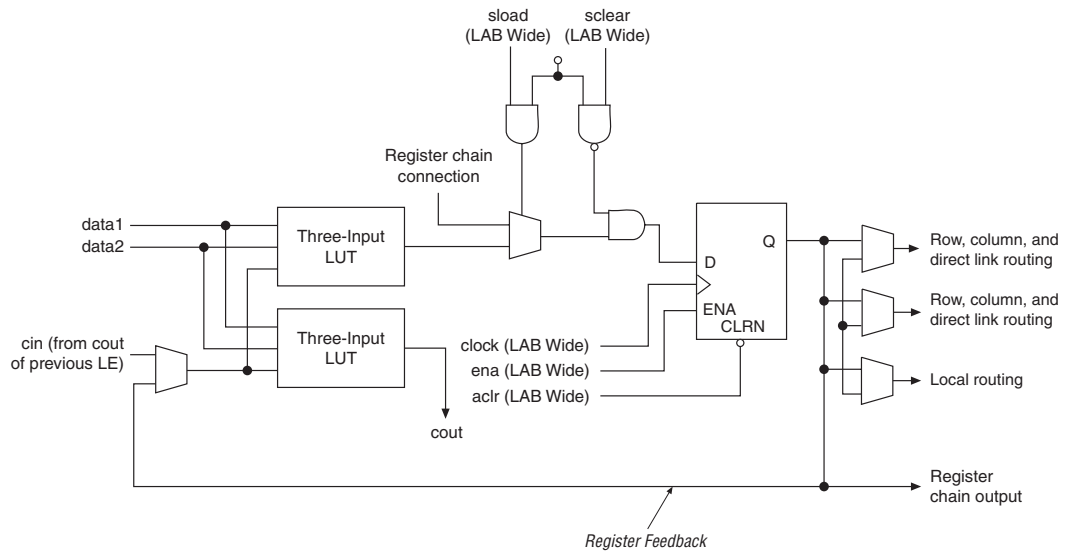 sload
(LAB Wide)
sclear
(LAB Wide)
Register chain
connection
data1
data2
Three-Input
LUT
cin (from cout
of previous LE)
Three-Input
LUT
cout
clock (LAB Wide)
ena (LAB Wide)
aclr (LAB Wide)
Q
D
ENA
CLRN
Row, column, and
direct link routing
Row, column, and
direct link routing
Local routing
Register
chain output
Register Feedback